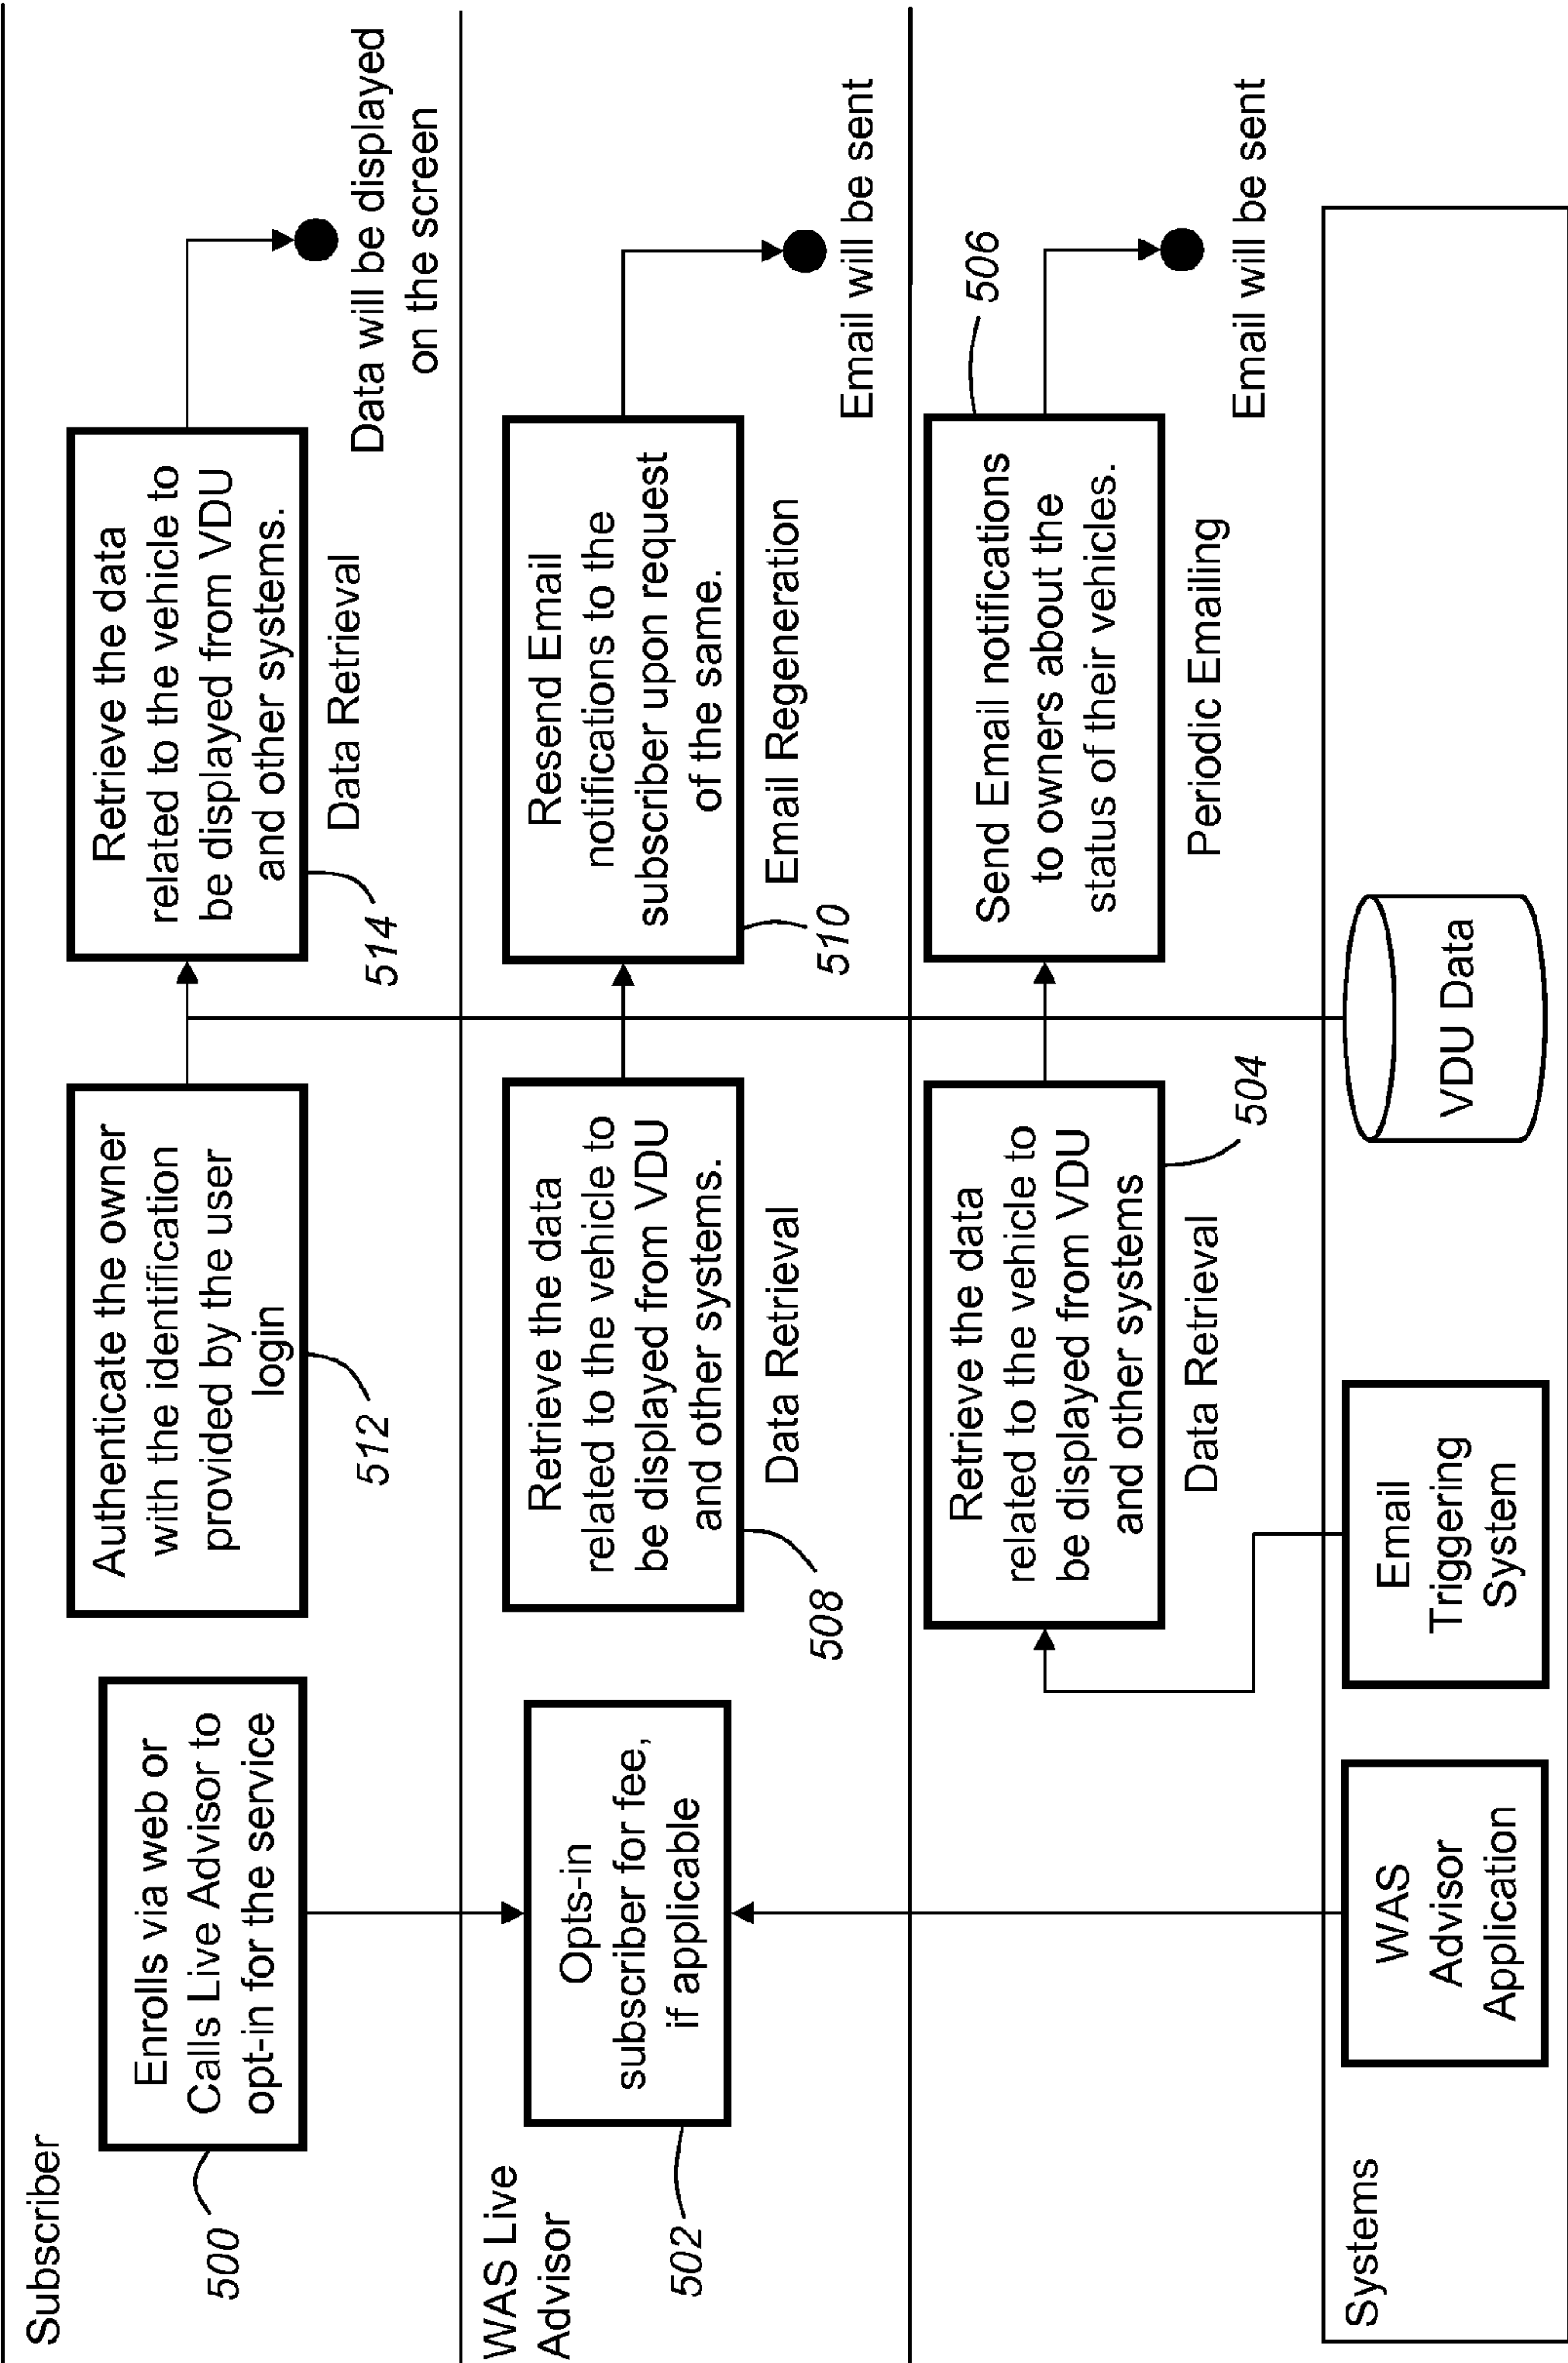 Subscriber
Enrolls via web or
Calls Live Advisor to
opt-in for the service
500
Authenticate the owner
with the identification
provided by the user
login
512
Retrieve the data
related to the vehicle to
be displayed from VDU
and other systems.
514
Data Retrieval
Data will be displayed
on the screen
WAS Live
Advisor
Opts-in
subscriber for fee,
if applicable
502
Retrieve the data
related to the vehicle to
be displayed from VDU
and other systems.
508
Data Retrieval
Resend Email
notifications to the
subscriber upon request
of the same.
510
Email Regeneration
Email will be sent
Retrieve the data
related to the vehicle to
be displayed from VDU
and other systems
504
Data Retrieval
506
Send Email notifications
to owners about the
status of their vehicles.
Periodic Emailing
Email will be sent
Systems
WAS
Advisor
Application
Email
Triggering
System
VDU Data